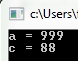 c:\Users\
a = 999
c = 88